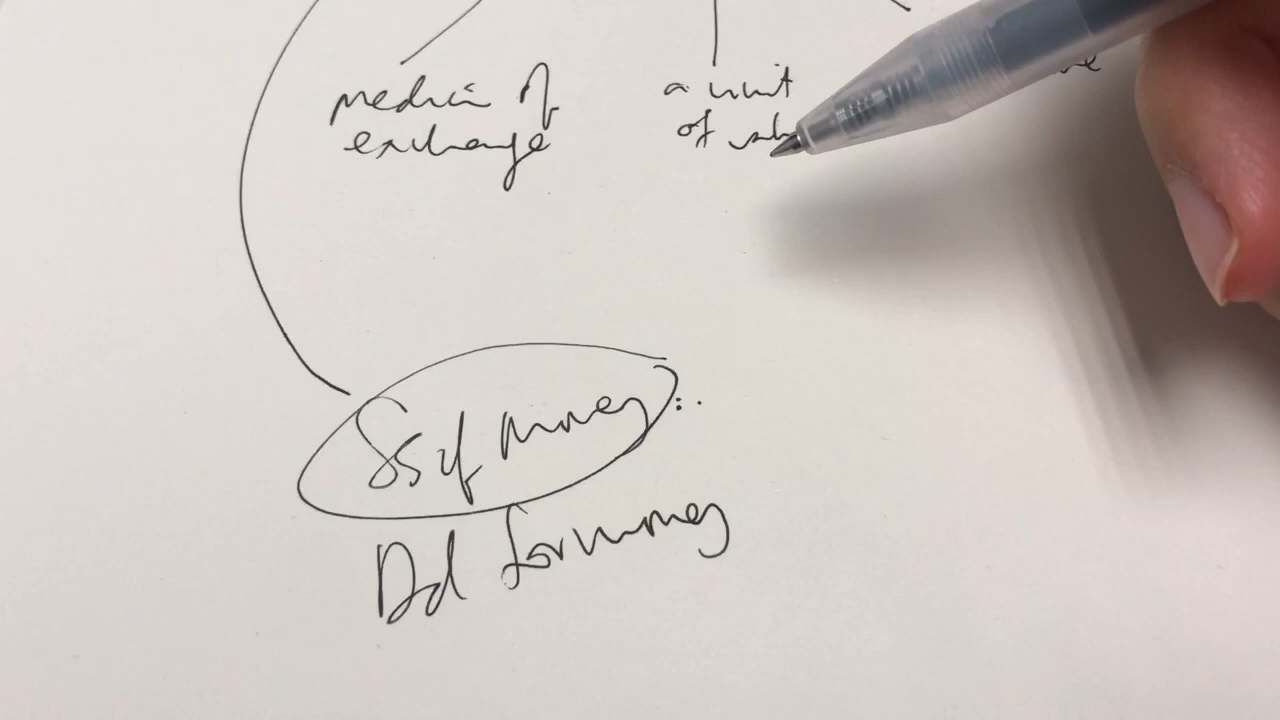 medium of
exchange
a unit
of
Ss of money :.
Dd for money